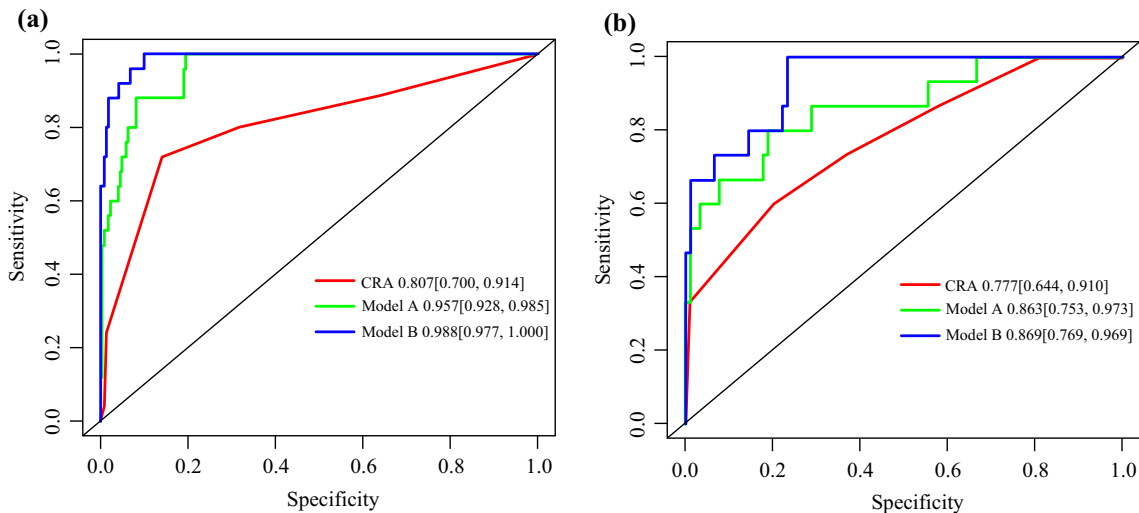 (a)
1.0
0.8
0.6
0.4
0.2
0.0
Sensitivity
CRA 0.807[0.700, 0.914]
Model A 0.957[0.928, 0.985]
Model B 0.988[0.977, 1.000]
0.0 0.2 0.4 0.6 0.8 1.0
Specificity
(b)
1.0
0.8
0.6
0.4
0.2
0.0
Sensitivity
CRA 0.777[0.644, 0.910]
Model A 0.863[0.753, 0.973]
Model B 0.869[0.769, 0.969]
0.0 0.2 0.4 0.6 0.8 1.0
Specificity